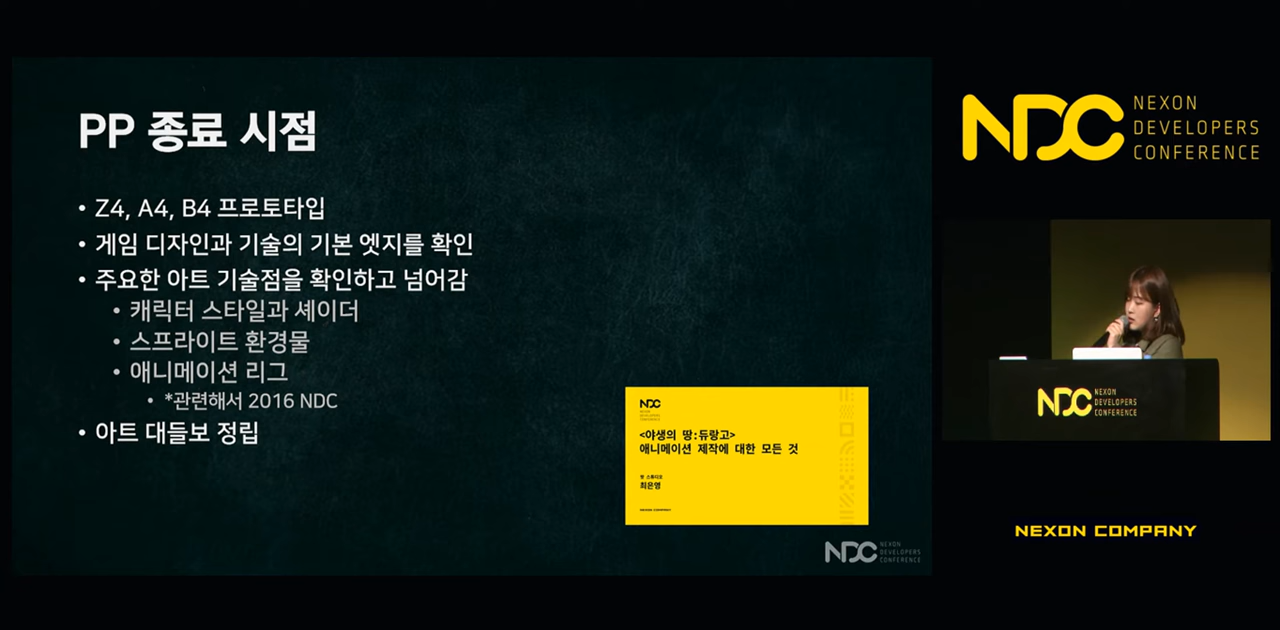 PP 종료 시점
• Z4, A4, B4 프로토타입
• 게임 디자인과 기술의 기본 엣지를 확인
• 주요한 아트 기술점을 확인하고 넘어감
• 캐릭터 스타일과 셰이더
• 스프라이트 환경물
• 애니메이션 리그
• *관련해서 2016 NDC
• 아트 대들보 정립
NDC
NEXON
DEVELOPERS
CONFERENCE
<야생의 땅:듀랑고>
애니메이션 제작에 대한 모든 것
왓 스튜디오
최은영
NEXON COMPANY
NDC
NEXON
DEVELOPERS
CONFERENCE
NDC
NEXON
DEVELOPERS
CONFERENCE
NDC
NEXON
DEVELOPERS
CONFERENCE
NEXON COMPANY